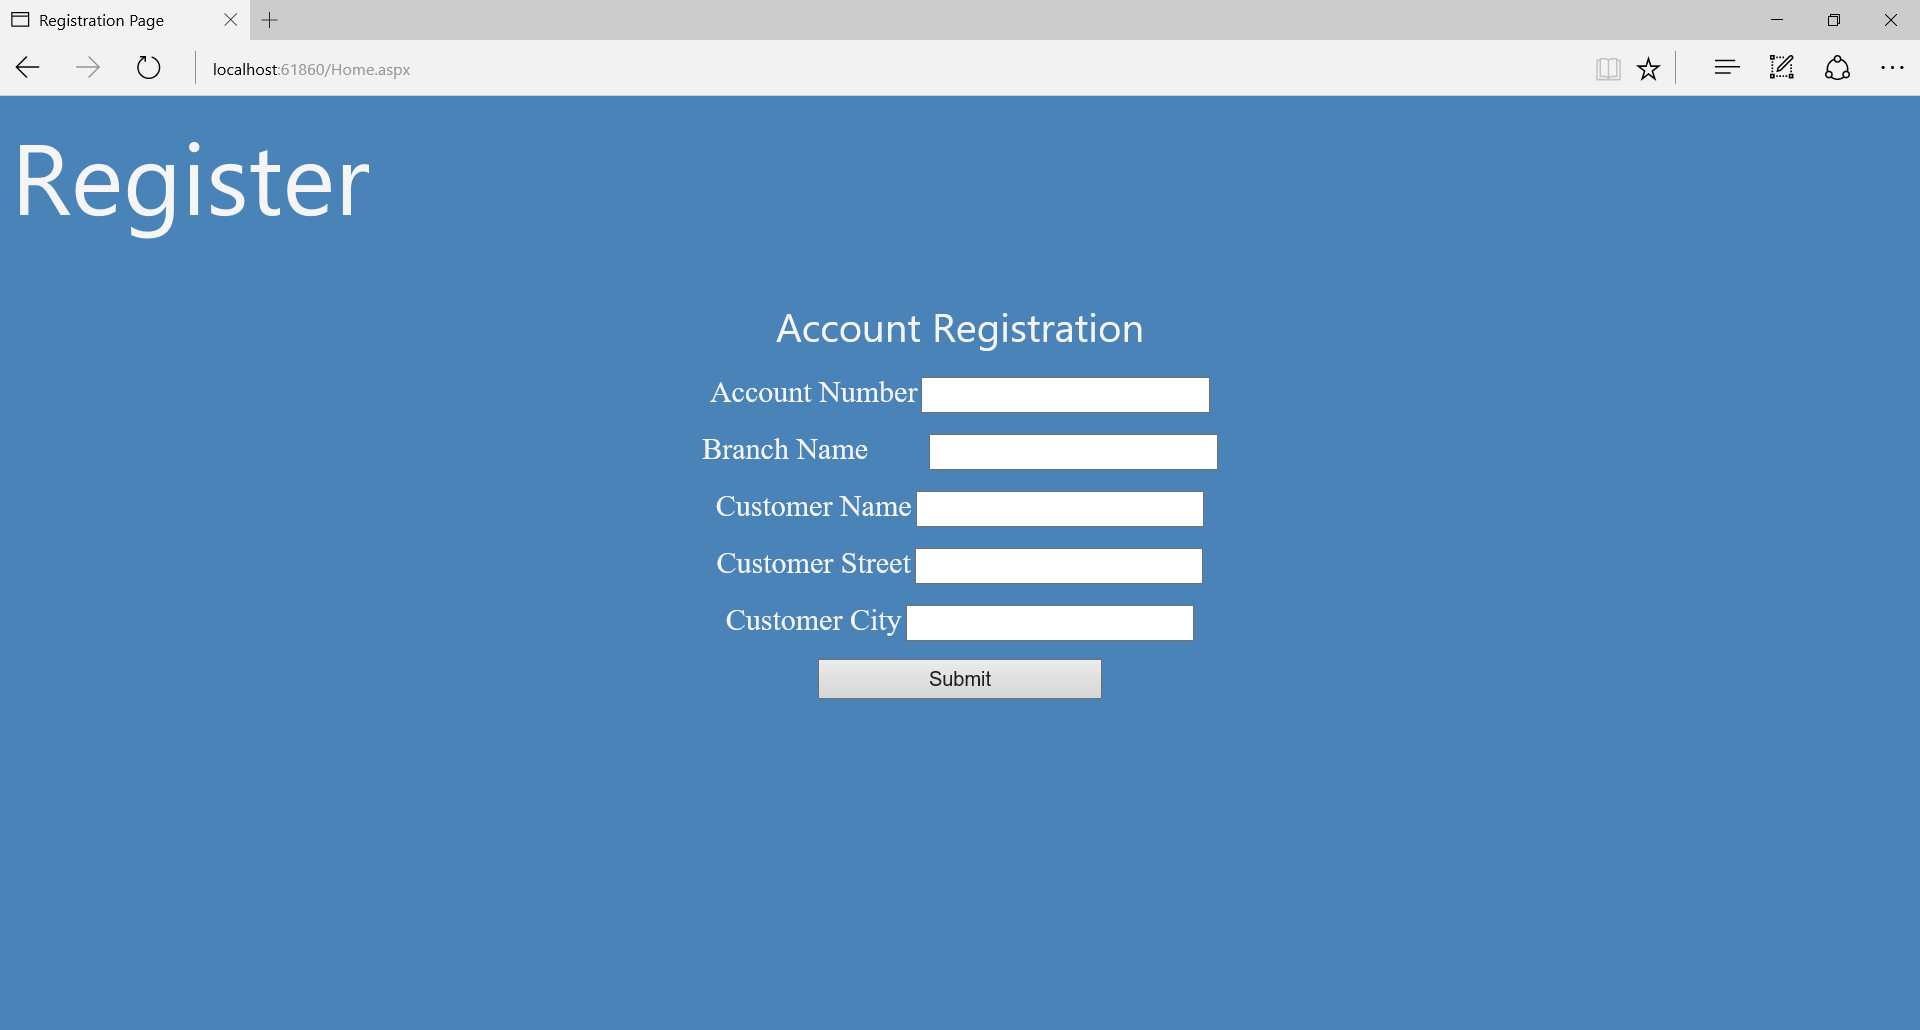 Registration Page
localhost:61860/Home.aspx
Register
Account Registration
Account Number
Branch Name
Customer Name
Customer Street
Customer City
Submit